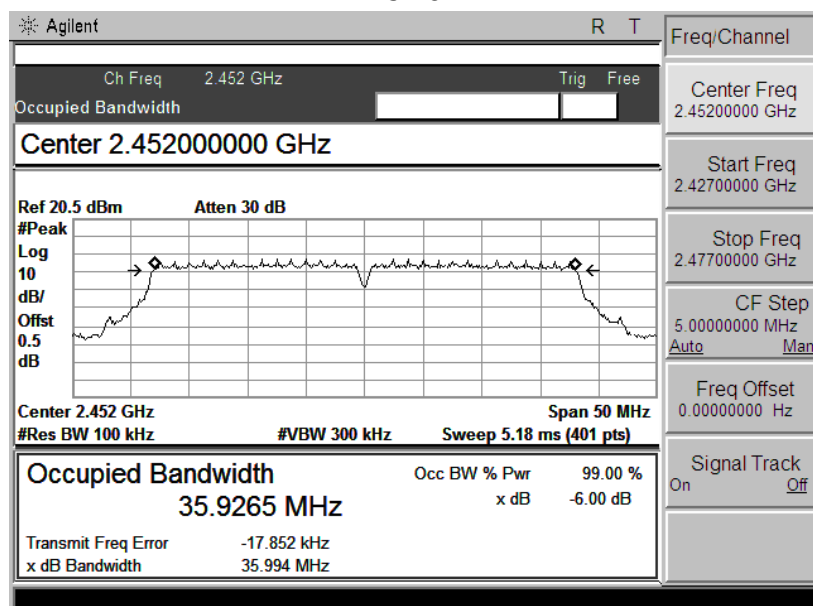 Agilent R T
Ch Freq 2.452 GHz Trig Free
Occupied Bandwidth
Center 2.452000000 GHz
Ref 20.5 dBm Atten 30 dB
#Peak
Log
10
dB/
Offst
0.5
dB
Center 2.452 GHz Span 50 MHz
#Res BW 100 kHz #VBW 300 kHz Sweep 5.18 ms (401 pts)
Occupied Bandwidth Occ BW % Pwr 99.00 %
35.9265 MHz x dB -6.00 dB
Transmit Freq Error -17.852 kHz
x dB Bandwidth 35.994 MHz
Freq/Channel
Center Freq
2.45200000 GHz
Start Freq
2.42700000 GHz
Stop Freq
2.47700000 GHz
CF Step
5.00000000 MHz
Auto Man
Freq Offset
0.00000000 Hz
Signal Track
On Off